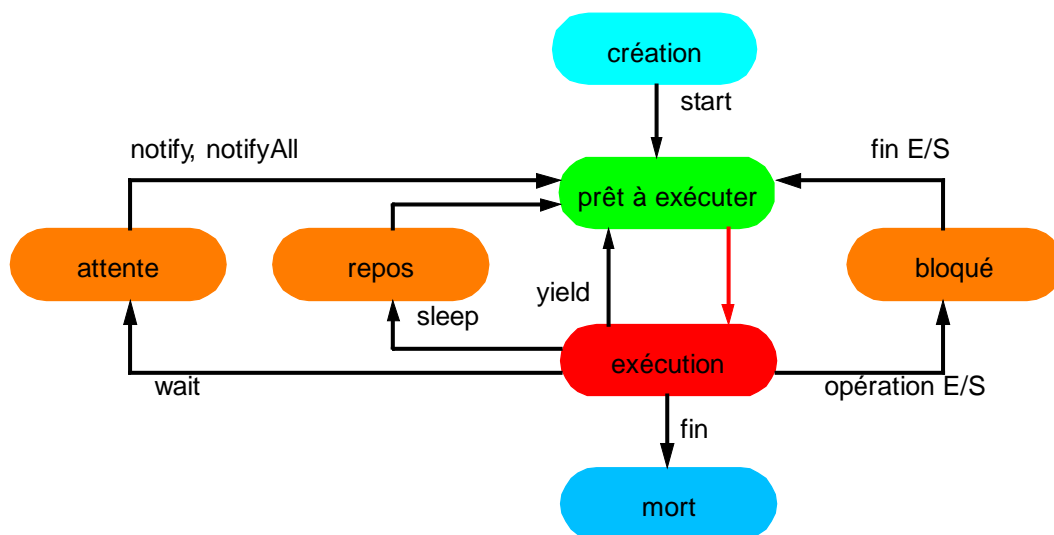 création
start
notify, notifyAll
fin E/S
prêt à exécuter
attente
repos
bloqué
yield
sleep
exécution
wait
opération E/S
fin
mort